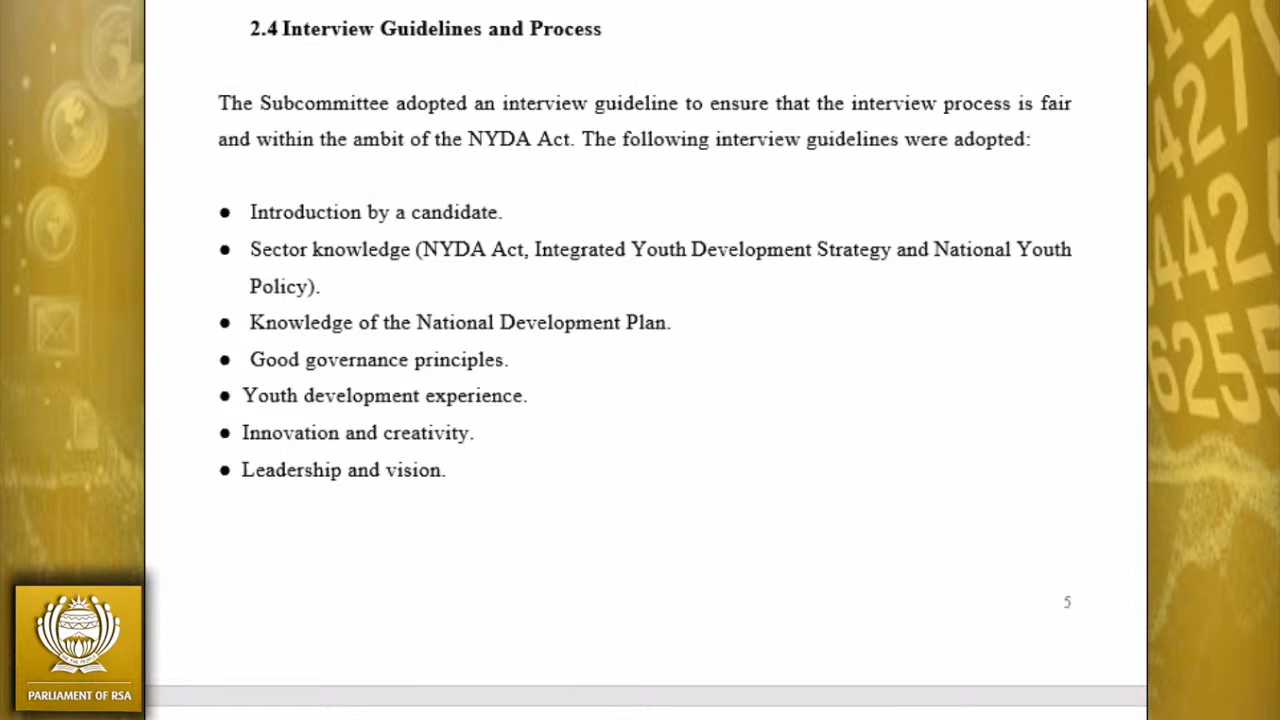 2.4 Interview Guidelines and Process
The Subcommittee adopted an interview guideline to ensure that the interview process is fair
and within the ambit of the NYDA Act. The following interview guidelines were adopted:
● Introduction by a candidate.
● Sector knowledge (NYDA Act, Integrated Youth Development Strategy and National Youth
Policy).
● Knowledge of the National Development Plan.
● Good governance principles.
● Youth development experience.
● Innovation and creativity.
● Leadership and vision.
5
PARLIAMENT OF RSA
427
442
6255